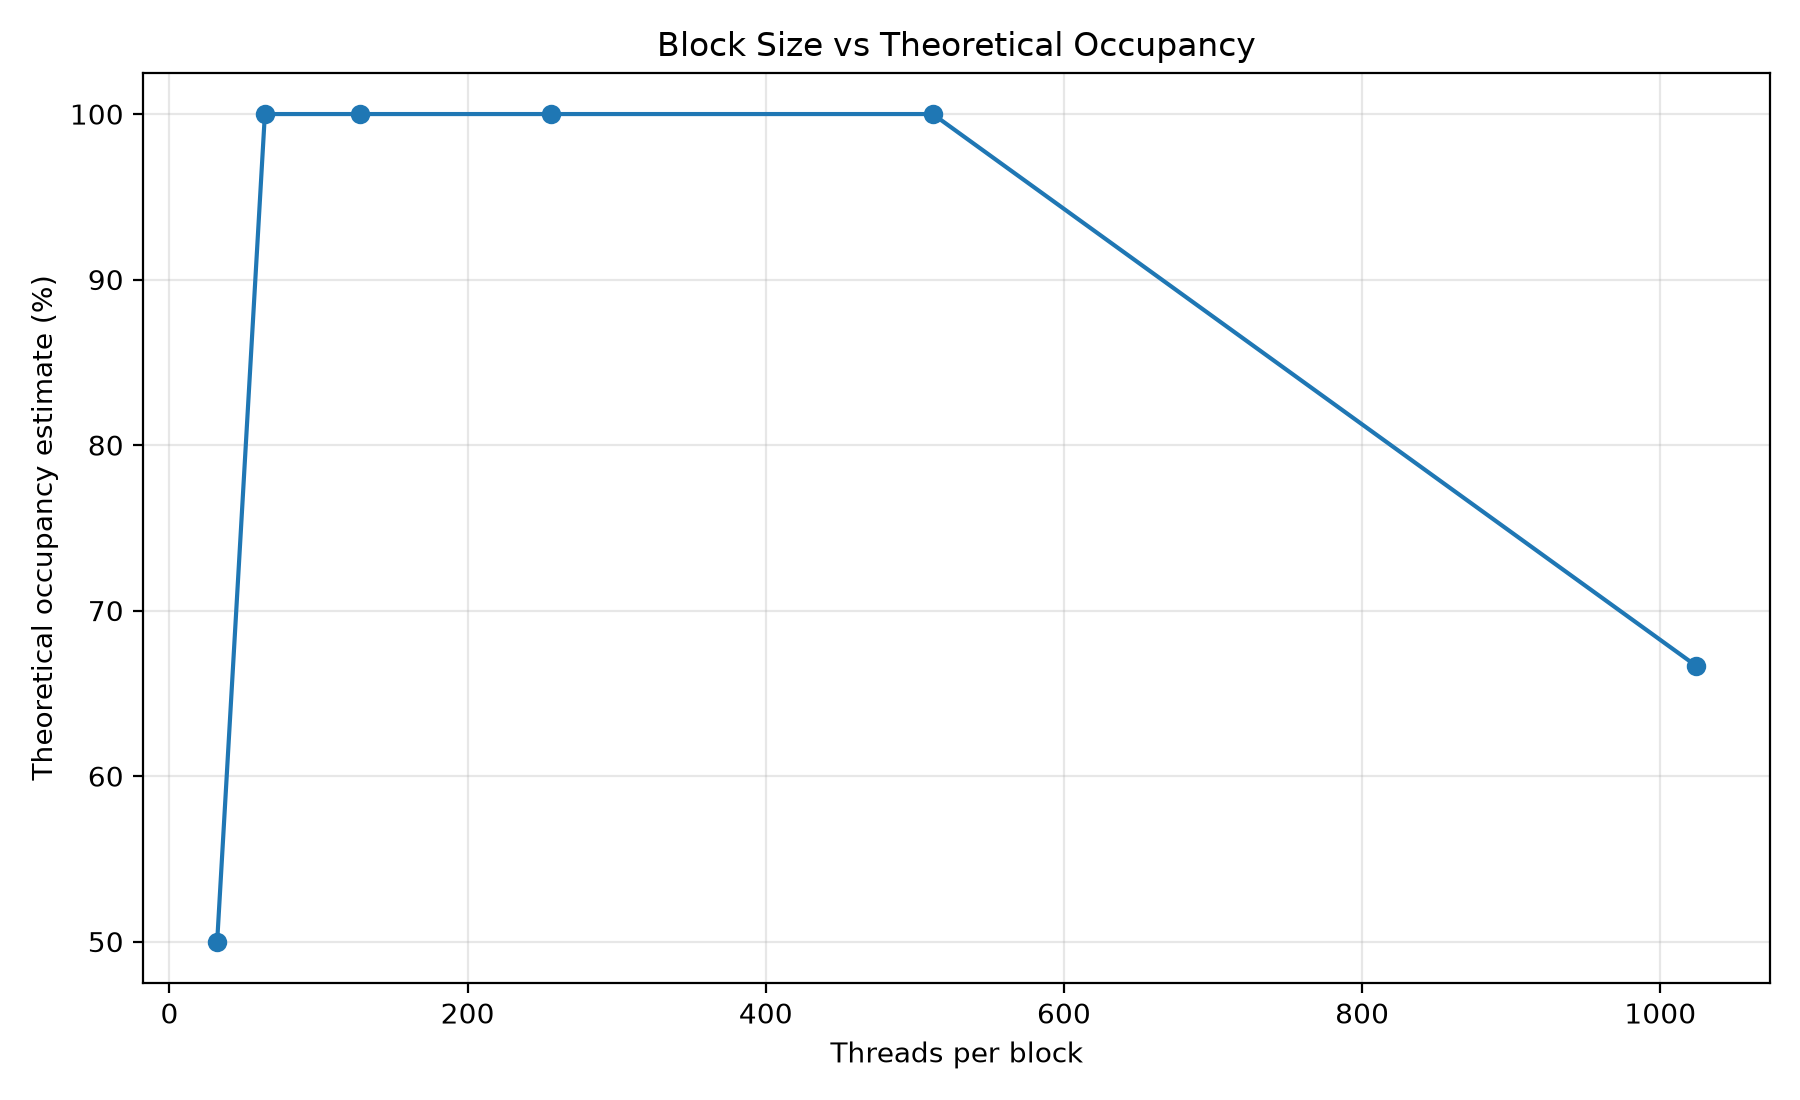 Block Size vs Theoretical Occupancy
Theoretical occupancy estimate (%)
100
90
80
70
60
50
0 200 400 600 800 1000
Threads per block